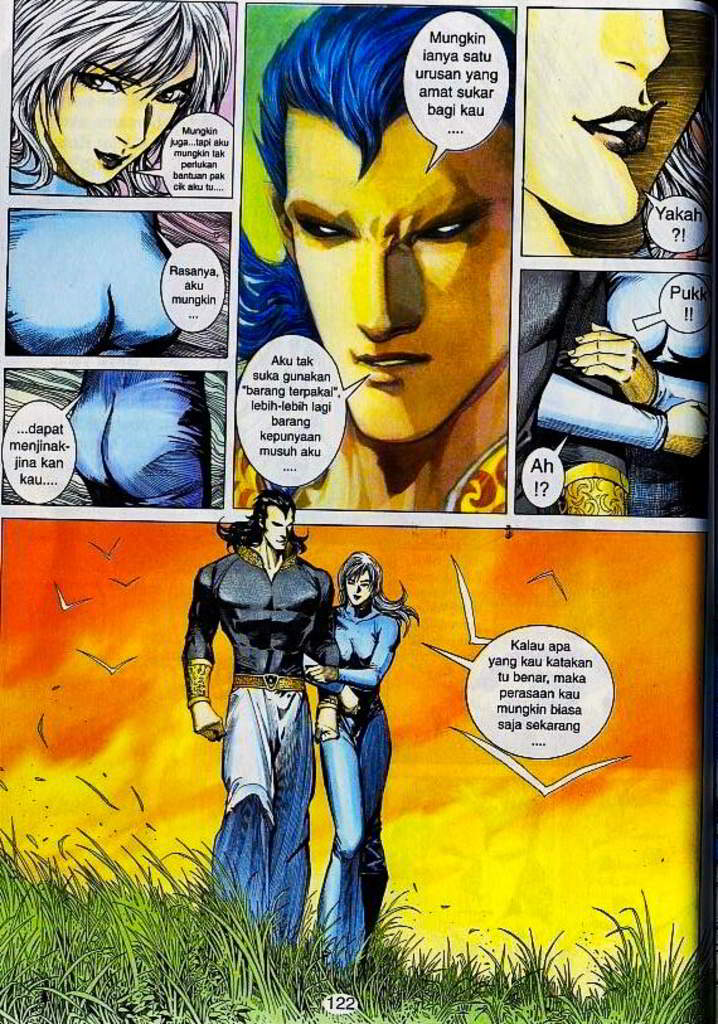 Mungkin
juga...tapi aku
mungkin tak
perlukan
bantuan pak
cik aku tu....
Rasanya,
aku
mungkin
...
...dapat
menjinak-
jina kan
kau....
Mungkin
ianya satu
urusan yang
amat sukar
bagi kau
....
Aku tak
suka gunakan
"barang terpakai",
lebih-lebih lagi
barang
kepunyaan
musuh aku
....
Yakah
?!
Pukk
!!
Ah
!?
Kalau apa
yang kau katakan
tu benar, maka
perasaan kau
mungkin biasa
saja sekarang
....
122